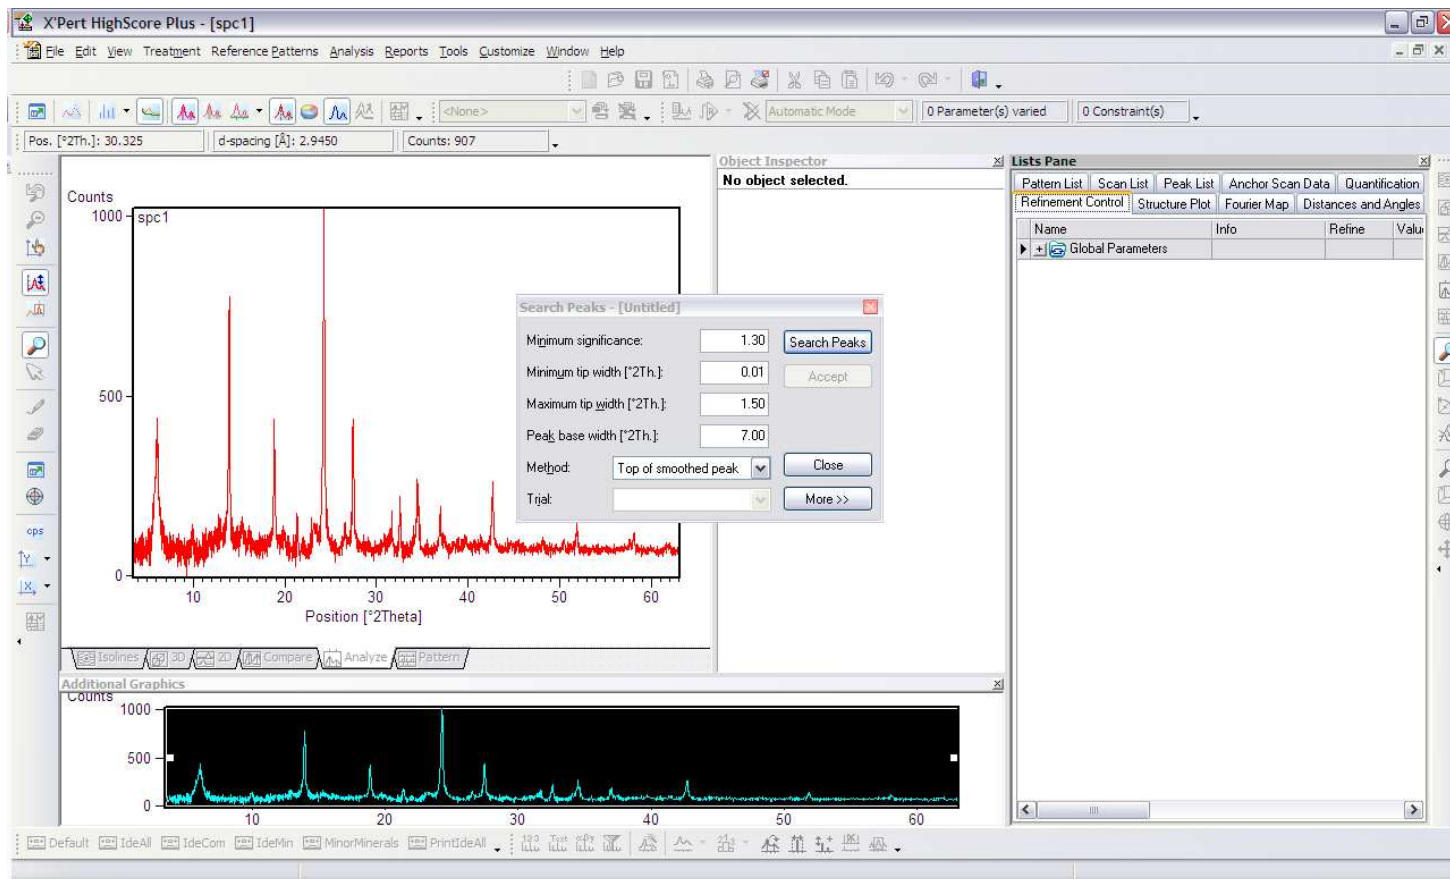 X'Pert HighScore Plus - [spc1]
File Edit View Treatment Reference Patterns Analysis Reports Tools Customize Window Help
<None> Automatic Mode 0 Parameter(s) varied 0 Constraint(s)
Pos. [°2Th.]: 30.325 d-spacing [Å]: 2.9450 Counts: 907
Object Inspector
No object selected.
Lists Pane
Pattern List Scan List Peak List Anchor Scan Data Quantification
Refinement Control Structure Plot Fourier Map Distances and Angles
Name Info Refine Valu
Global Parameters
cps
Y
X
Counts
1000
spc1
500
0
10 20 30 40 50 60
Position [°2Theta]
Search Peaks - [Untitled]
Minimum significance: 1.30 Search Peaks
Minimum tip width [°2Th.]: 0.01 Accept
Maximum tip width [°2Th.]: 1.50
Peak base width [°2Th.]: 7.00
Method: Top of smoothed peak Close
Trial: More >>
Isolines 3D 2D Compare Analyze Pattern
Additional Graphics
Counts
1000
500
0
10 20 30 40 50 60
Default IdeAll IdeCom IdeMin MinorMinerals PrintIdeAll